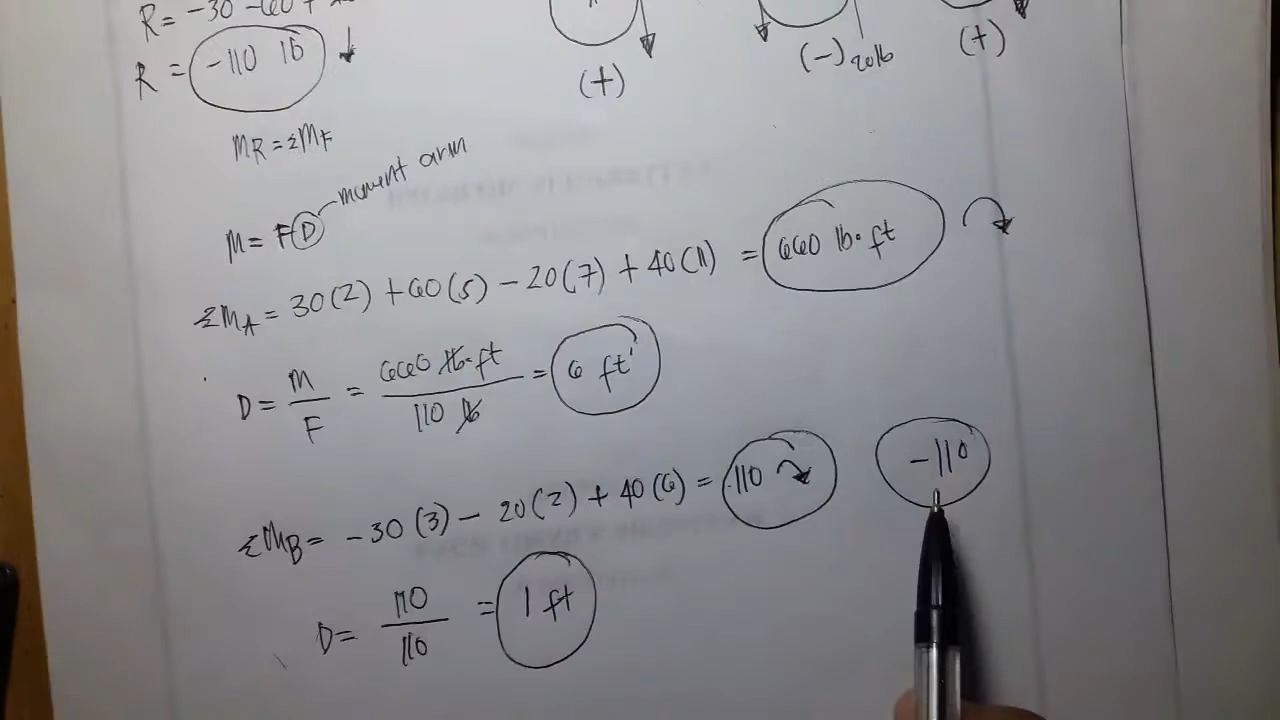 R = -30 -60 +
R = -110 lb
(+)
(-) 20lb
(+)
MR = ΣMF
M = FD moment arm
ΣMA = 30(2) + 60(5) - 20(7) + 40(11) = 660 lb·ft
D = M/F = 660 lb·ft / 110 lb = 6 ft'
ΣMB = -30(3) - 20(2) + 40(6) = 110
-110
D = 110/110 = 1 ft